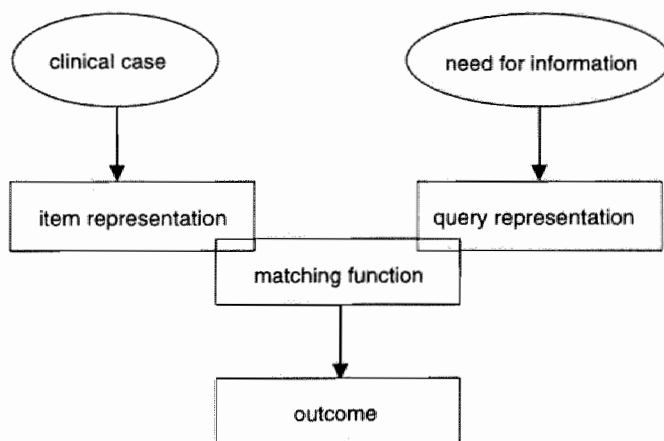 clinical case
need for information
item representation
query representation
matching function
outcome